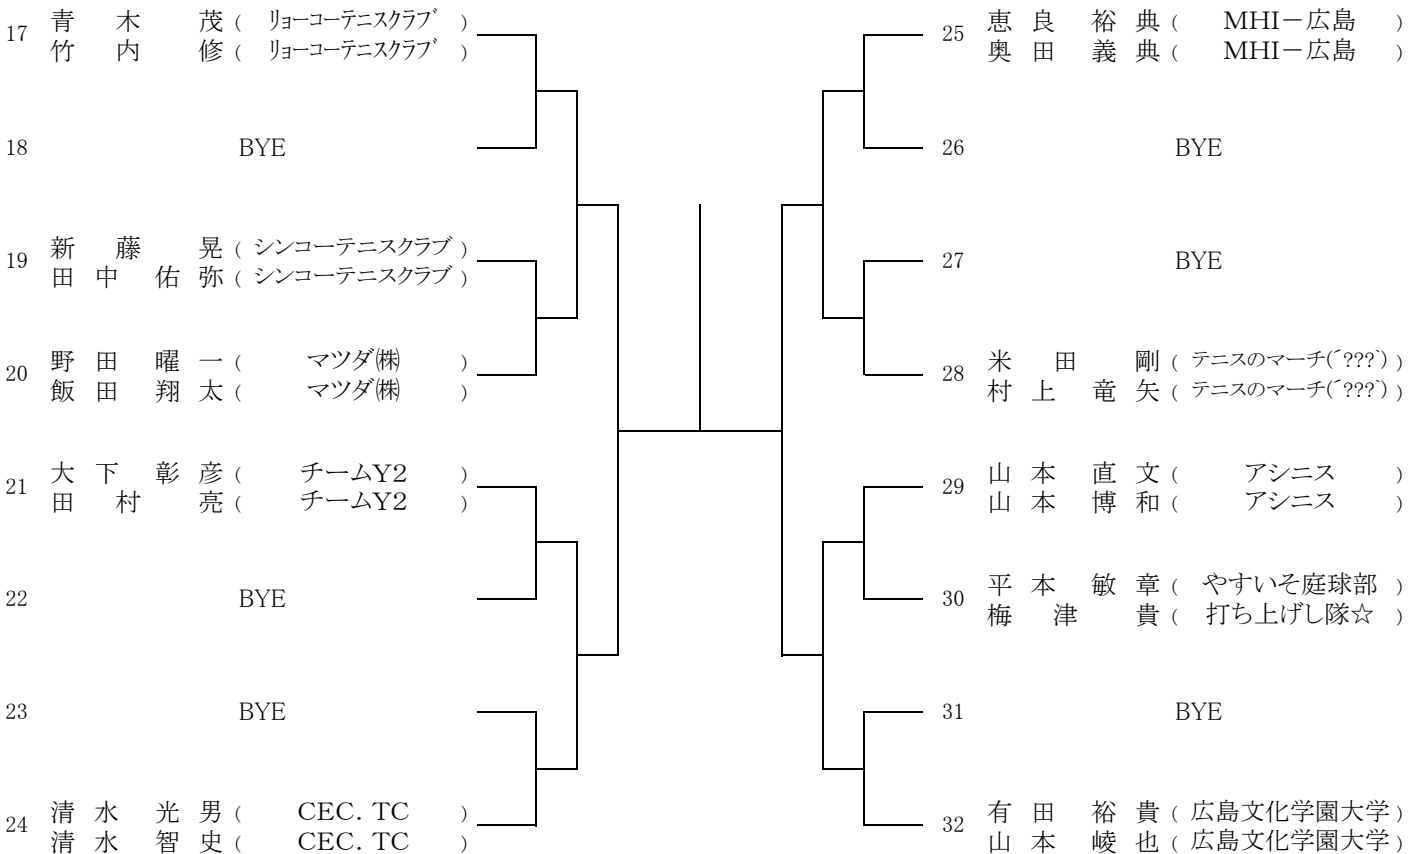 17 青木茂 ( リョーコーテニスクラブ )
竹内修 ( リョーコーテニスクラブ )
18 BYE
19 新藤晃 ( シンコーテニスクラブ )
田中佑弥 ( シンコーテニスクラブ )
20 野田曜一 ( マツダ㈱ )
飯田翔太 ( マツダ㈱ )
21 大下彰彦 ( チームY2 )
田村亮 ( チームY2 )
22 BYE
23 BYE
24 清水光男 ( CEC. TC )
清水智史 ( CEC. TC )
25 恵良裕典 ( MHI－広島 )
奥田義典 ( MHI－広島 )
26 BYE
27 BYE
28 米田剛 ( テニスのマーチ(´???`) )
村上竜矢 ( テニスのマーチ(´???`) )
29 山本直文 ( アシニス )
山本博和 ( アシニス )
30 平本敏章 ( やすいそ庭球部 )
梅津貴 ( 打ち上げし隊☆ )
31 BYE
32 有田裕貴 ( 広島文化学園大学 )
山本崚也 ( 広島文化学園大学 )